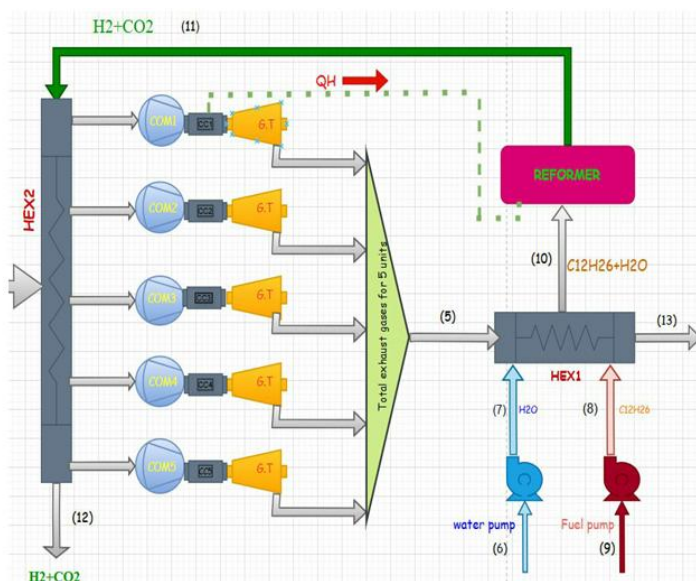 H2+CO2
(11)
QH
COM1
CC1
G.T
REFORMER
HEX2
COM2
G.T
(10)
C12H26+H2O
COM3
G.T
Total exhaust gases for 5 units
(5)
(13)
HEX1
COM4
G.T
(7)
H2O
(8)
C12H26
COM5
G.T
(12)
water pump
Fuel pump
(6)
(9)
H2+CO2